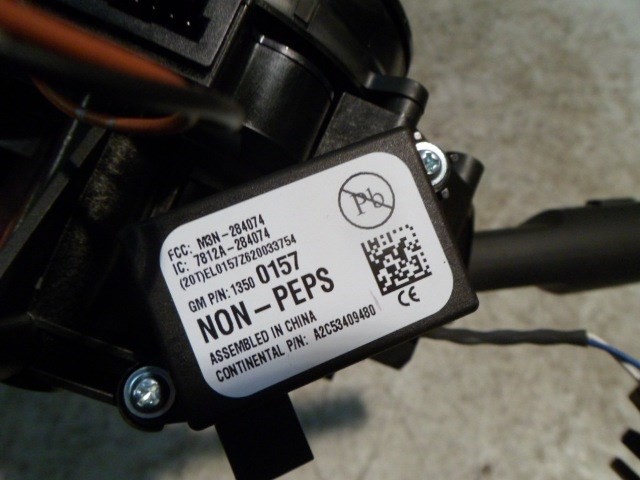 Pb
FCC: M3N-284074
IC: 7812A-284074
(20T)EL0157Z620033754
GM P/N: 1350 0157
NON-PEPS
ASSEMBLED IN CHINA
CONTINENTAL P/N: A2C53409480
CE